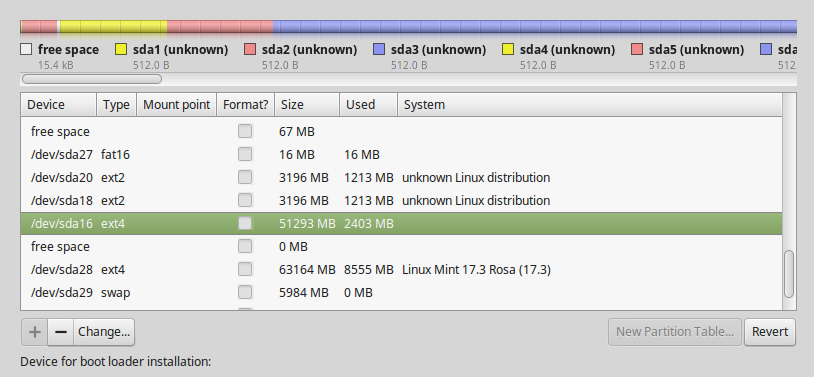 free space sda1 (unknown) sda2 (unknown) sda3 (unknown) sda4 (unknown) sda5 (unknown) sda
15.4 kB 512.0 B 512.0 B 512.0 B 512.0 B 512.0 B 512
Device Type Mount point Format? Size Used System
free space 67 MB
/dev/sda27 fat16 16 MB 16 MB
/dev/sda20 ext2 3196 MB 1213 MB unknown Linux distribution
/dev/sda18 ext2 3196 MB 1213 MB unknown Linux distribution
/dev/sda16 ext4 51293 MB 2403 MB
free space 0 MB
/dev/sda28 ext4 63164 MB 8555 MB Linux Mint 17.3 Rosa (17.3)
/dev/sda29 swap 5984 MB 0 MB
+ − Change... New Partition Table... Revert
Device for boot loader installation: